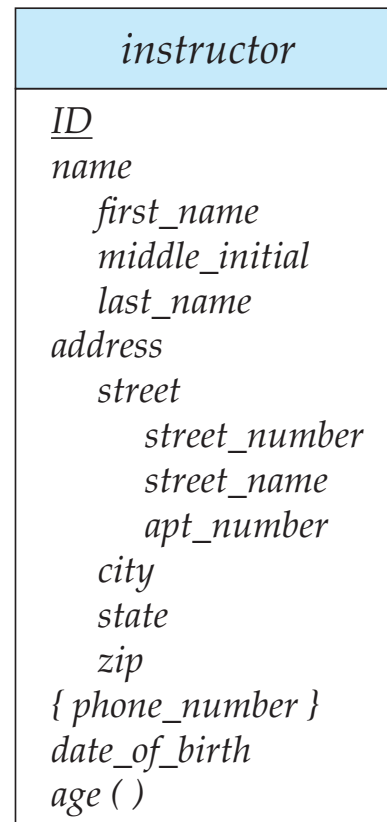 instructor
ID
name
first_name
middle_initial
last_name
address
street
street_number
street_name
apt_number
city
state
zip
{ phone_number }
date_of_birth
age ( )